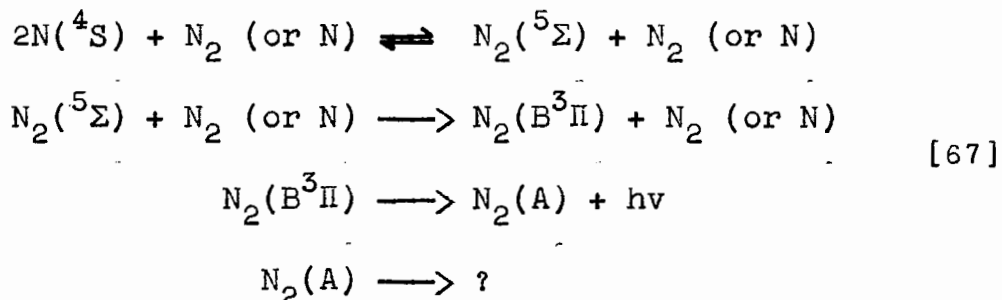 2N(⁴S) + N₂ (or N) ⇌ N₂(⁵Σ) + N₂ (or N)
N₂(⁵Σ) + N₂ (or N) ⟶ N₂(B³Π) + N₂ (or N)
[67]
N₂(B³Π) ⟶ N₂(A) + hν
N₂(A) ⟶ ?